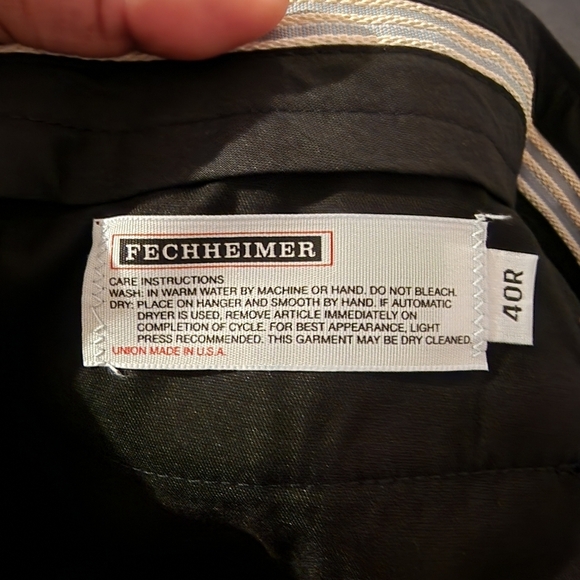 FECHHEIMER
CARE INSTRUCTIONS
WASH: IN WARM WATER BY MACHINE OR HAND. DO NOT BLEACH.
DRY: PLACE ON HANGER AND SMOOTH BY HAND. IF AUTOMATIC
DRYER IS USED, REMOVE ARTICLE IMMEDIATELY ON
COMPLETION OF CYCLE. FOR BEST APPEARANCE, LIGHT
PRESS RECOMMENDED. THIS GARMENT MAY BE DRY CLEANED.
UNION MADE IN U.S.A.
40R